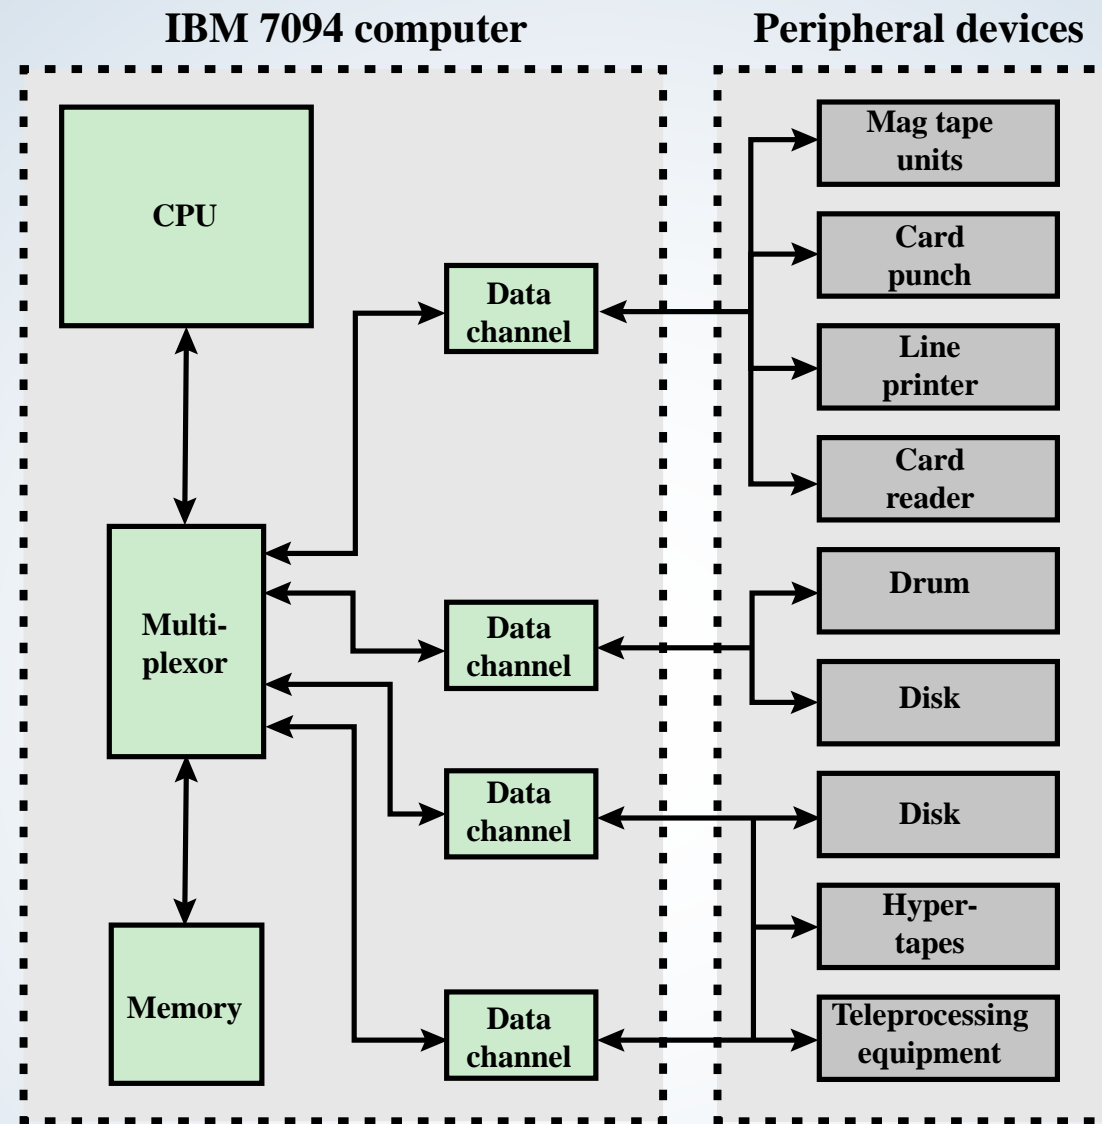 IBM 7094 computer
Peripheral devices
CPU
Multi-
plexor
Memory
Data
channel
Data
channel
Data
channel
Data
channel
Mag tape
units
Card
punch
Line
printer
Card
reader
Drum
Disk
Disk
Hyper-
tapes
Teleprocessing
equipment